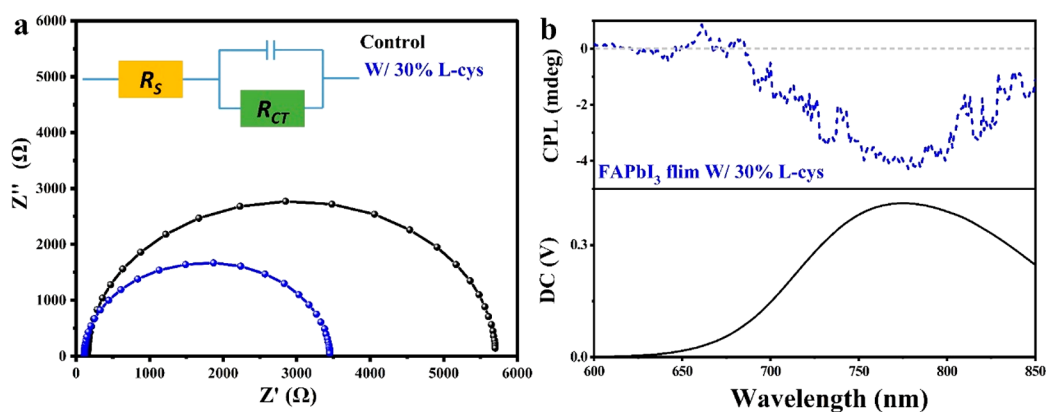 a
Control
W/ 30% L-cys
R_S
R_CT
6000
5000
4000
3000
2000
1000
0
Z'' (Ω)
0 1000 2000 3000 4000 5000 6000
Z' (Ω)
b
0
-2
-4
CPL (mdeg)
FAPbI₃ flim W/ 30% L-cys
0.3
0.0
DC (V)
600 650 700 750 800 850
Wavelength (nm)